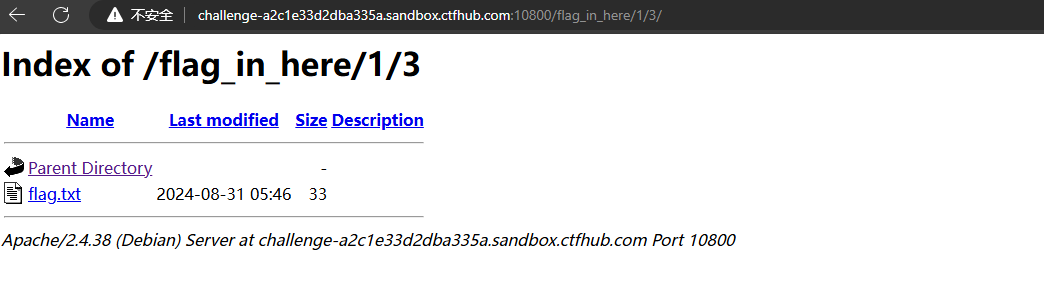 不安全 challenge-a2c1e33d2dba335a.sandbox.ctfhub.com:10800/flag_in_here/1/3/
Index of /flag_in_here/1/3
Name Last modified Size Description
Parent Directory -
flag.txt 2024-08-31 05:46 33
Apache/2.4.38 (Debian) Server at challenge-a2c1e33d2dba335a.sandbox.ctfhub.com Port 10800